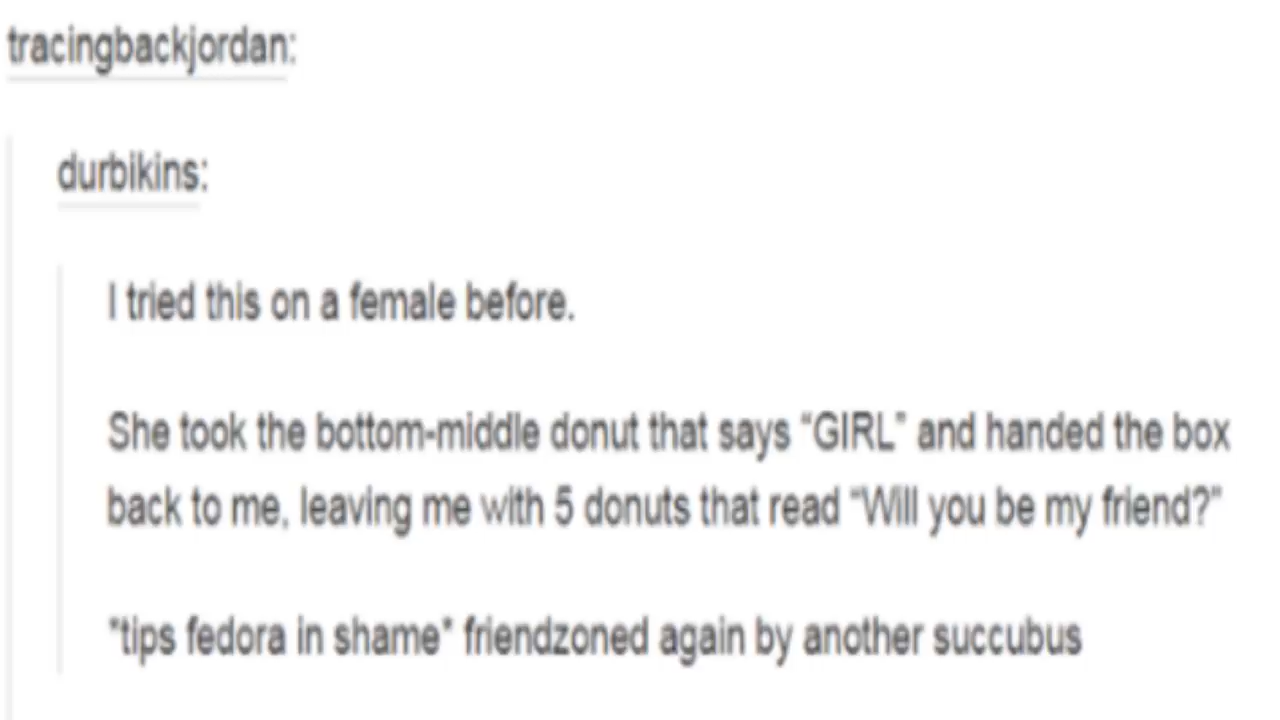 tracingbackjordan:
durbikins:
I tried this on a female before.
She took the bottom-middle donut that says “GIRL” and handed the box
back to me, leaving me with 5 donuts that read “Will you be my friend?”
*tips fedora in shame* friendzoned again by another succubus